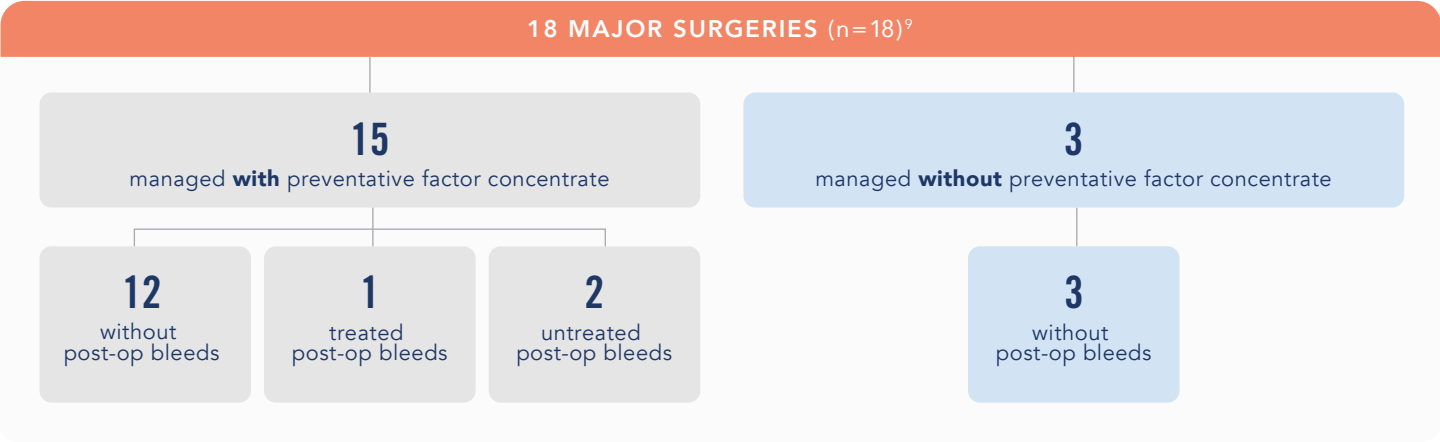 18 MAJOR SURGERIES (n=18)⁹
15
managed with preventative factor concentrate
3
managed without preventative factor concentrate
12
without
post-op bleeds
1
treated
post-op bleeds
2
untreated
post-op bleeds
3
without
post-op bleeds